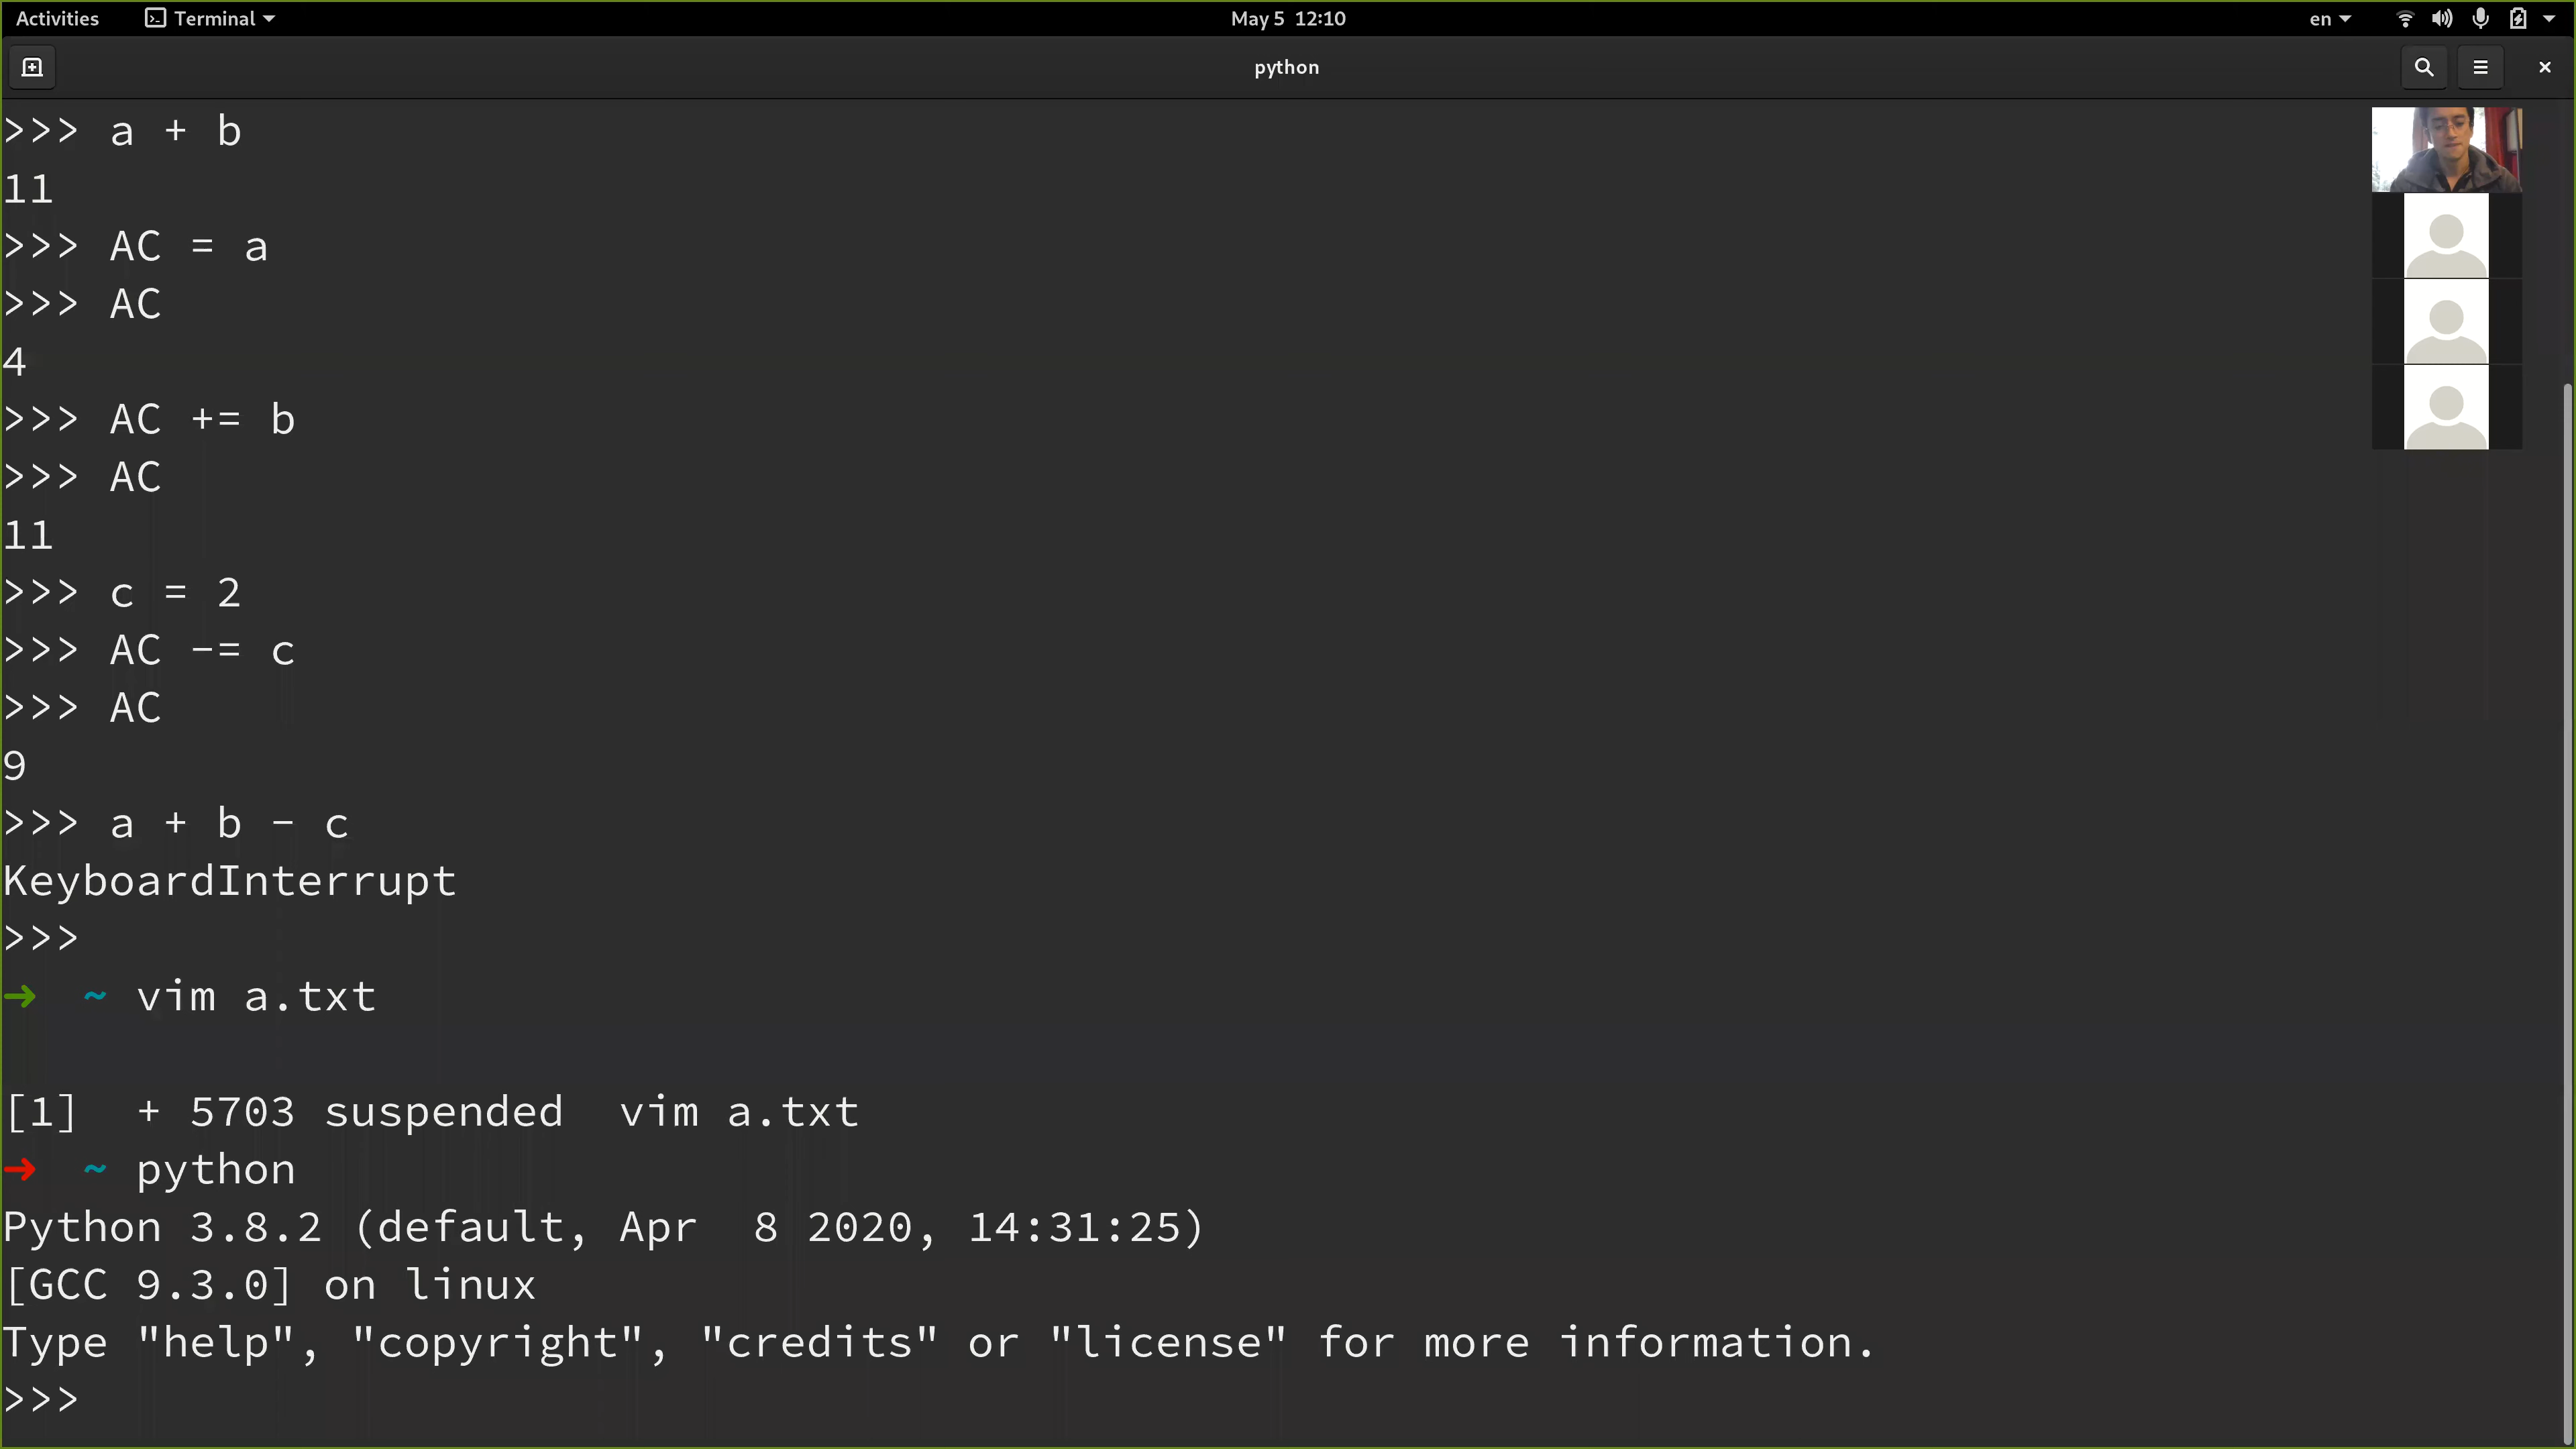 Activities Terminal May 5 12:10 en
python
>>> a + b
11
>>> AC = a
>>> AC
4
>>> AC += b
>>> AC
11
>>> c = 2
>>> AC -= c
>>> AC
9
>>> a + b - c
KeyboardInterrupt
>>>
➜ ~ vim a.txt
[1]  + 5703 suspended  vim a.txt
➜ ~ python
Python 3.8.2 (default, Apr  8 2020, 14:31:25)
[GCC 9.3.0] on linux
Type "help", "copyright", "credits" or "license" for more information.
>>>